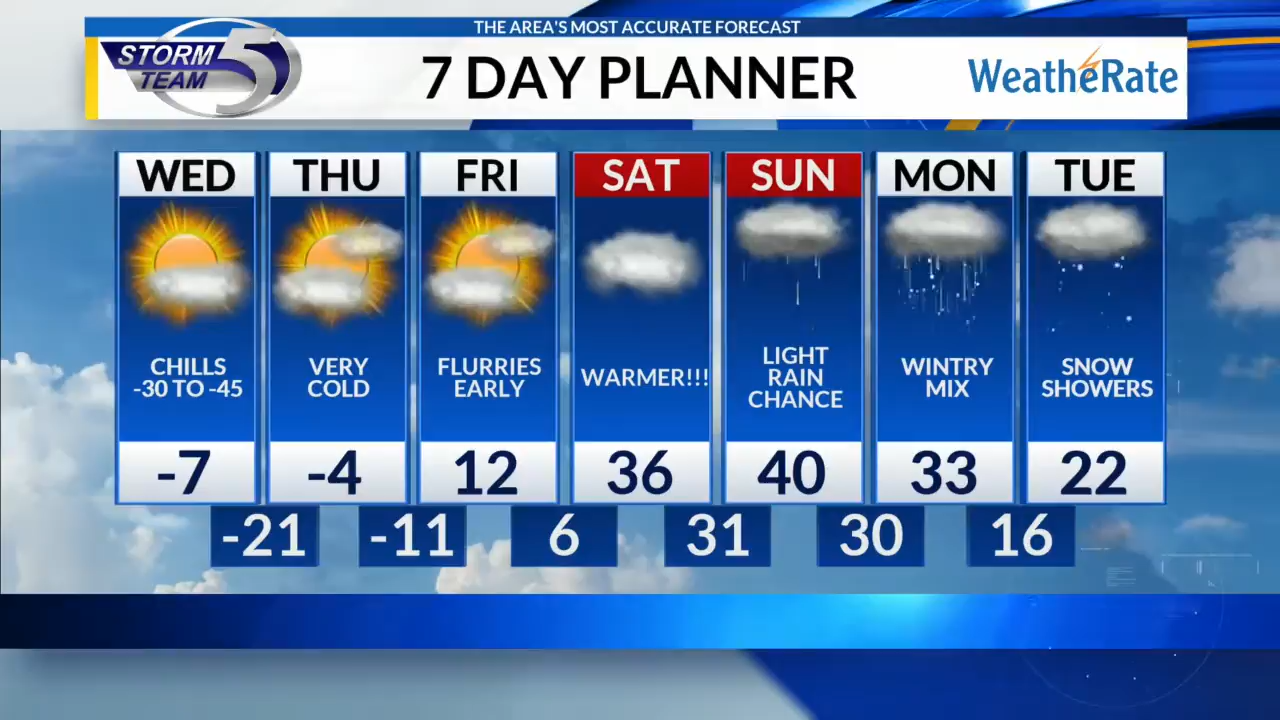 THE AREA'S MOST ACCURATE FORECAST
STORM TEAM 5
7 DAY PLANNER
WeatheRate
WED THU FRI SAT SUN MON TUE
CHILLS
-30 TO -45
VERY
COLD
FLURRIES
EARLY
WARMER!!!
LIGHT
RAIN
CHANCE
WINTRY
MIX
SNOW
SHOWERS
-7 -4 12 36 40 33 22
-21 -11 6 31 30 16